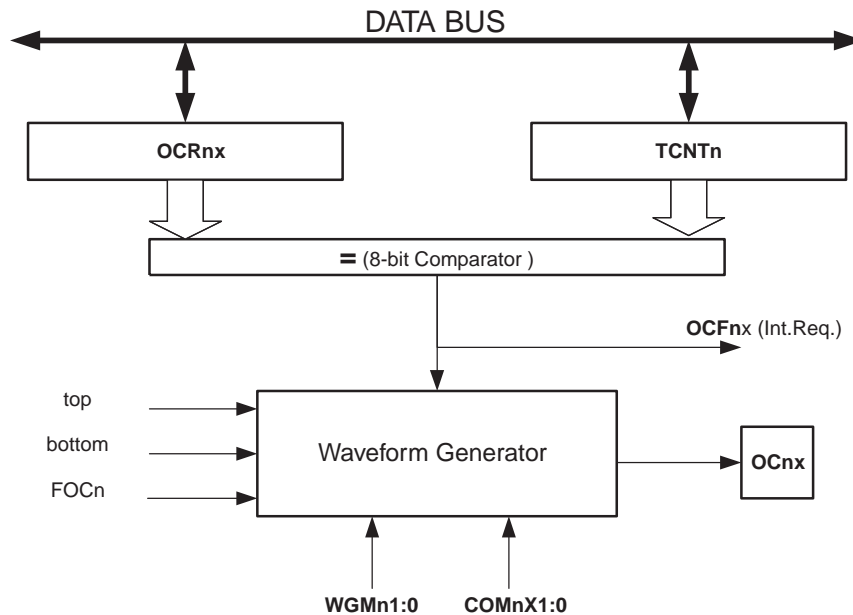 DATA BUS
OCRnx
TCNTn
= (8-bit Comparator )
OCFnx (Int.Req.)
top
bottom
FOCn
Waveform Generator
OCnx
WGMn1:0
COMnX1:0